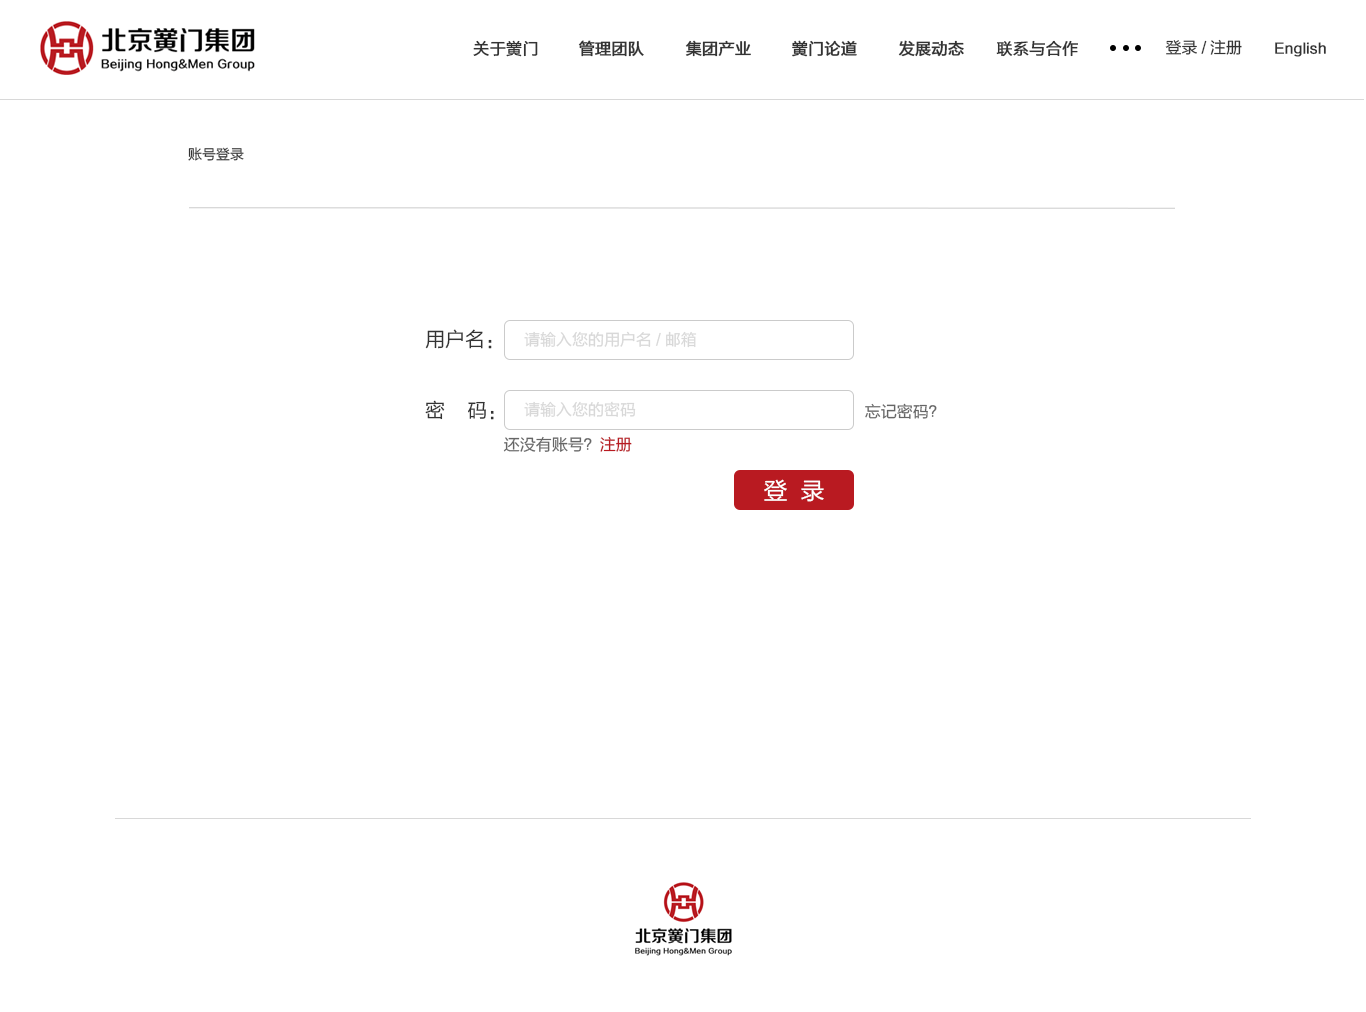 北京黉门集团
Beijing Hong&Men Group
关于黉门 管理团队 集团产业 黉门论道 发展动态 联系与合作 ••• 登录 / 注册 English
账号登录
用户名： 请输入您的用户名 / 邮箱
密 码： 请输入您的密码 忘记密码？
还没有账号？ 注册
登 录
北京黉门集团
Beijing Hong&Men Group